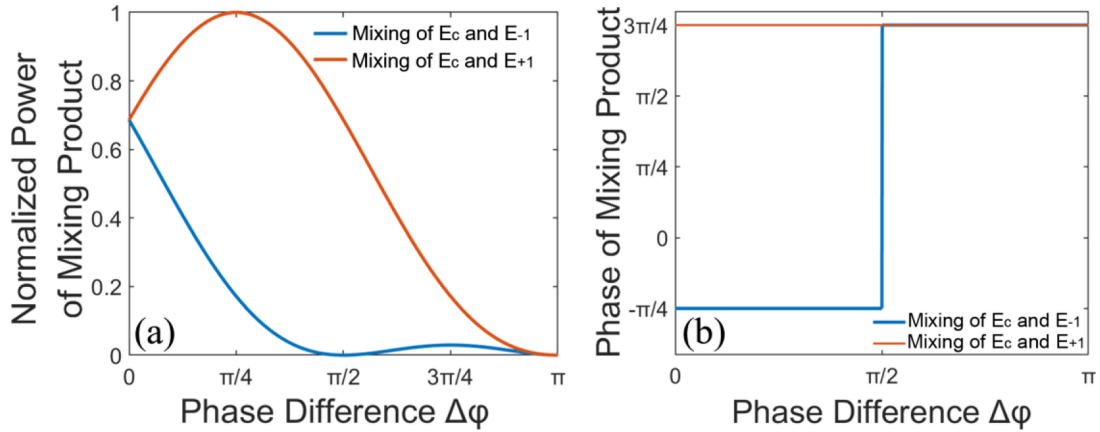 Normalized Power
of Mixing Product
1
0.8
0.6
0.4
0.2
0
Mixing of Ec and E-1
Mixing of Ec and E+1
(a)
0
π/4
π/2
3π/4
π
Phase Difference Δφ
Phase of Mixing Product
3π/4
π/2
π/4
0
-π/4
(b)
Mixing of Ec and E-1
Mixing of Ec and E+1
0
π/2
π
Phase Difference Δφ